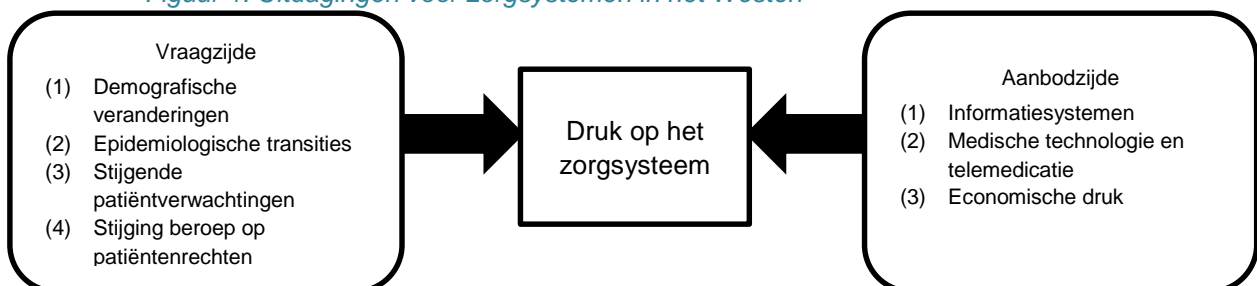 Vraagzijde
(1) Demografische
veranderingen
(2) Epidemiologische transities
(3) Stijgende
patiëntverwachtingen
(4) Stijging beroep op
patiëntenrechten
Druk op het
zorgsysteem
Aanbodzijde
(1) Informatiesystemen
(2) Medische technologie en
telemedicatie
(3) Economische druk